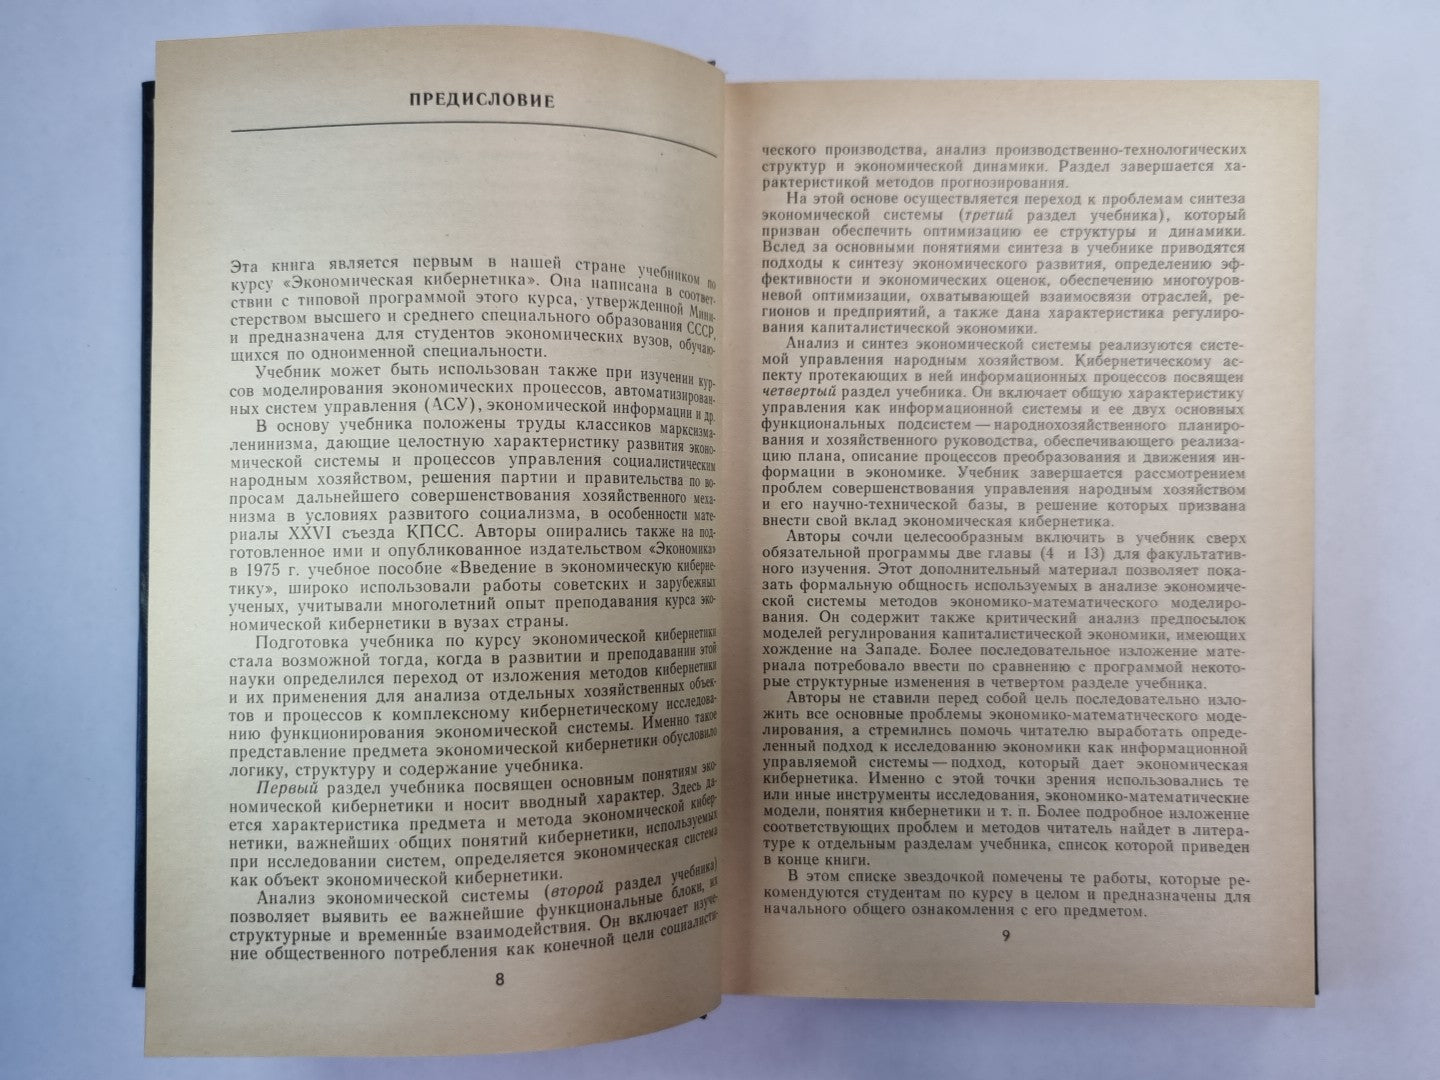 ПРЕДИСЛОВИЕ
Эта книга является первым в нашей стране учебником по
курсу «Экономическая кибернетика». Она написана в соответ-
ствии с типовой программой этого курса, утвержденной Мини-
стерством высшего и среднего специального образования СССР,
и предназначена для студентов экономических вузов, обучаю-
щихся по одноименной специальности.
Учебник может быть использован также при изучении кур-
сов моделирования экономических процессов, автоматизирован-
ных систем управления (АСУ), экономической информации и др.
В основу учебника положены труды классиков марксизма-
ленинизма, дающие целостную характеристику развития эконо-
мической системы и процессов управления социалистическим
народным хозяйством, решения партии и правительства по во-
просам дальнейшего совершенствования хозяйственного меха-
низма в условиях развитого социализма, в особенности мате-
риалы XXVI съезда КПСС. Авторы опирались также на под-
готовленное ими и опубликованное издательством «Экономика»
в 1975 г. учебное пособие «Введение в экономическую киберне-
тику», широко использовали работы советских и зарубежных
ученых, учитывали многолетний опыт преподавания курса эко-
номической кибернетики в вузах страны.
Подготовка учебника по курсу экономической кибернетики
стала возможной тогда, когда в развитии и преподавании этой
науки определился переход от изложения методов кибернетики
и их применения для анализа отдельных хозяйственных объек-
тов и процессов к комплексному кибернетическому исследова-
нию функционирования экономической системы. Именно такое
представление предмета экономической кибернетики обусловило
логику, структуру и содержание учебника.
Первый раздел учебника посвящен основным понятиям эко-
номической кибернетики и носит вводный характер. Здесь да-
ется характеристика предмета и метода экономической кибер-
нетики, важнейших общих понятий кибернетики, используемых
при исследовании систем, определяется экономическая система
как объект экономической кибернетики.
Анализ экономической системы (второй раздел учебника)
позволяет выявить ее важнейшие функциональные блоки, их
структурные и временны́е взаимодействия. Он включает изуче-
ние общественного потребления как конечной цели социалисти-
8
ческого производства, анализ производственно-технологических
структур и экономической динамики. Раздел завершается ха-
рактеристикой методов прогнозирования.
На этой основе осуществляется переход к проблемам синтеза
экономической системы (третий раздел учебника), который
призван обеспечить оптимизацию ее структуры и динамики.
Вслед за основными понятиями синтеза в учебнике приводятся
подходы к синтезу экономического развития, определению эф-
фективности и экономических оценок, обеспечению многоуров-
невой оптимизации, охватывающей взаимосвязи отраслей, ре-
гионов и предприятий, а также дана характеристика регулиро-
вания капиталистической экономики.
Анализ и синтез экономической системы реализуются систе-
мой управления народным хозяйством. Кибернетическому ас-
пекту протекающих в ней информационных процессов посвящен
четвертый раздел учебника. Он включает общую характеристику
управления как информационной системы и ее двух основных
функциональных подсистем — народнохозяйственного планиро-
вания и хозяйственного руководства, обеспечивающего реализа-
цию плана, описание процессов преобразования и движения ин-
формации в экономике. Учебник завершается рассмотрением
проблем совершенствования управления народным хозяйством
и его научно-технической базы, в решение которых призвана
внести свой вклад экономическая кибернетика.
Авторы сочли целесообразным включить в учебник сверх
обязательной программы две главы (4 и 13) для факультатив-
ного изучения. Этот дополнительный материал позволяет пока-
зать формальную общность используемых в анализе экономиче-
ской системы методов экономико-математического моделиро-
вания. Он содержит также критический анализ предпосылок
моделей регулирования капиталистической экономики, имеющих
хождение на Западе. Более последовательное изложение мате-
риала потребовало ввести по сравнению с программой некото-
рые структурные изменения в четвертом разделе учебника.
Авторы не ставили перед собой цель последовательно изло-
жить все основные проблемы экономико-математического моде-
лирования, а стремились помочь читателю выработать опреде-
ленный подход к исследованию экономики как информационной
управляемой системы — подход, который дает экономическая
кибернетика. Именно с этой точки зрения использовались те
или иные инструменты исследования, экономико-математические
модели, понятия кибернетики и т. п. Более подробное изложение
соответствующих проблем и методов читатель найдет в литера-
туре к отдельным разделам учебника, список которой приведен
в конце книги.
В этом списке звездочкой помечены те работы, которые ре-
комендуются студентам по курсу в целом и предназначены для
начального общего ознакомления с его предметом.
9